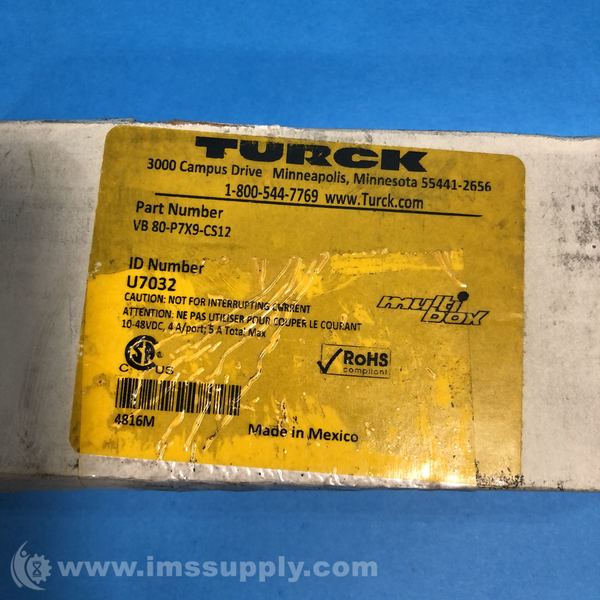 TURCK
3000 Campus Drive Minneapolis, Minnesota 55441-2656
1-800-544-7769 www.Turck.com
Part Number
VB 80-P7X9-CS12
ID Number
U7032
CAUTION: NOT FOR INTERRUPTING CURRENT
ATTENTION: NE PAS UTILISER POUR COUPER LE COURANT
10-48VDC, 4 A/port; 5 A Total Max
multi
box
SA
C US
RoHS
compliant
4816M
Made in Mexico
www.imssupply.com